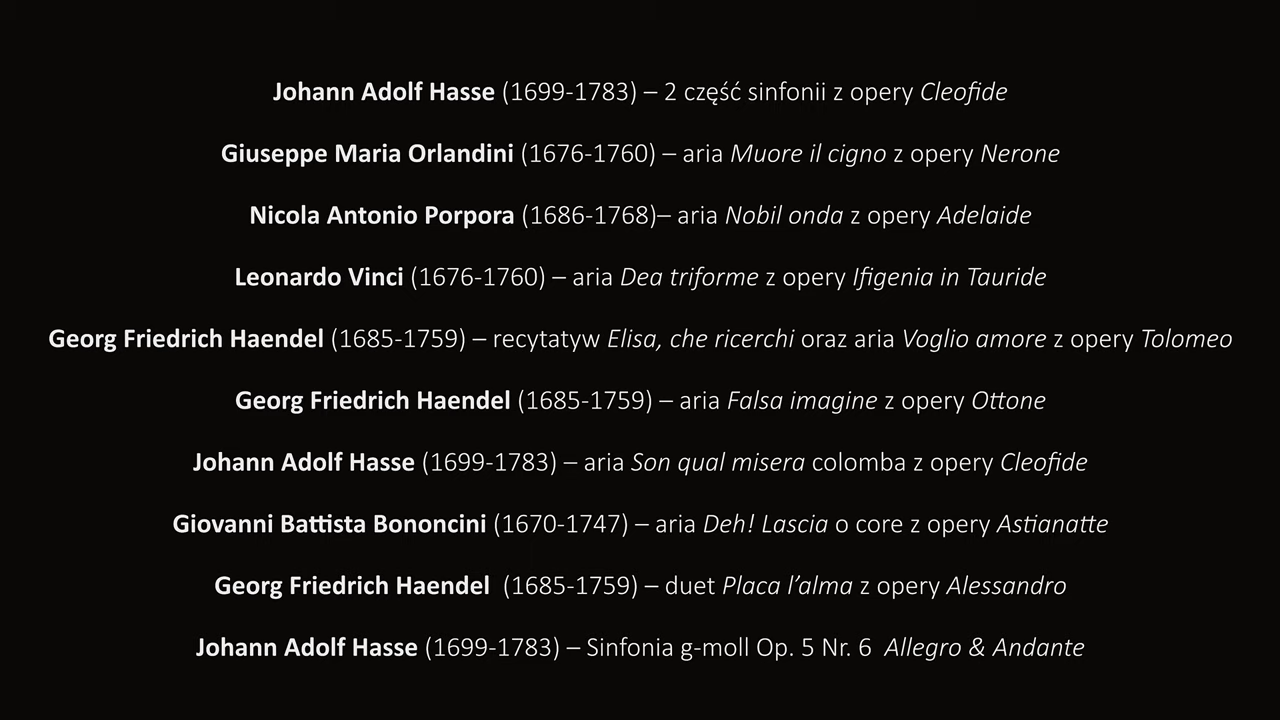 Johann Adolf Hasse (1699-1783) – 2 część sinfonii z opery Cleofide
Giuseppe Maria Orlandini (1676-1760) – aria Muore il cigno z opery Nerone
Nicola Antonio Porpora (1686-1768)– aria Nobil onda z opery Adelaide
Leonardo Vinci (1676-1760) – aria Dea triforme z opery Ifigenia in Tauride
Georg Friedrich Haendel (1685-1759) – recytatyw Elisa, che ricerchi oraz aria Voglio amore z opery Tolomeo
Georg Friedrich Haendel (1685-1759) – aria Falsa imagine z opery Ottone
Johann Adolf Hasse (1699-1783) – aria Son qual misera colomba z opery Cleofide
Giovanni Battista Bononcini (1670-1747) – aria Deh! Lascia o core z opery Astianatte
Georg Friedrich Haendel  (1685-1759) – duet Placa l’alma z opery Alessandro
Johann Adolf Hasse (1699-1783) – Sinfonia g-moll Op. 5 Nr. 6  Allegro & Andante